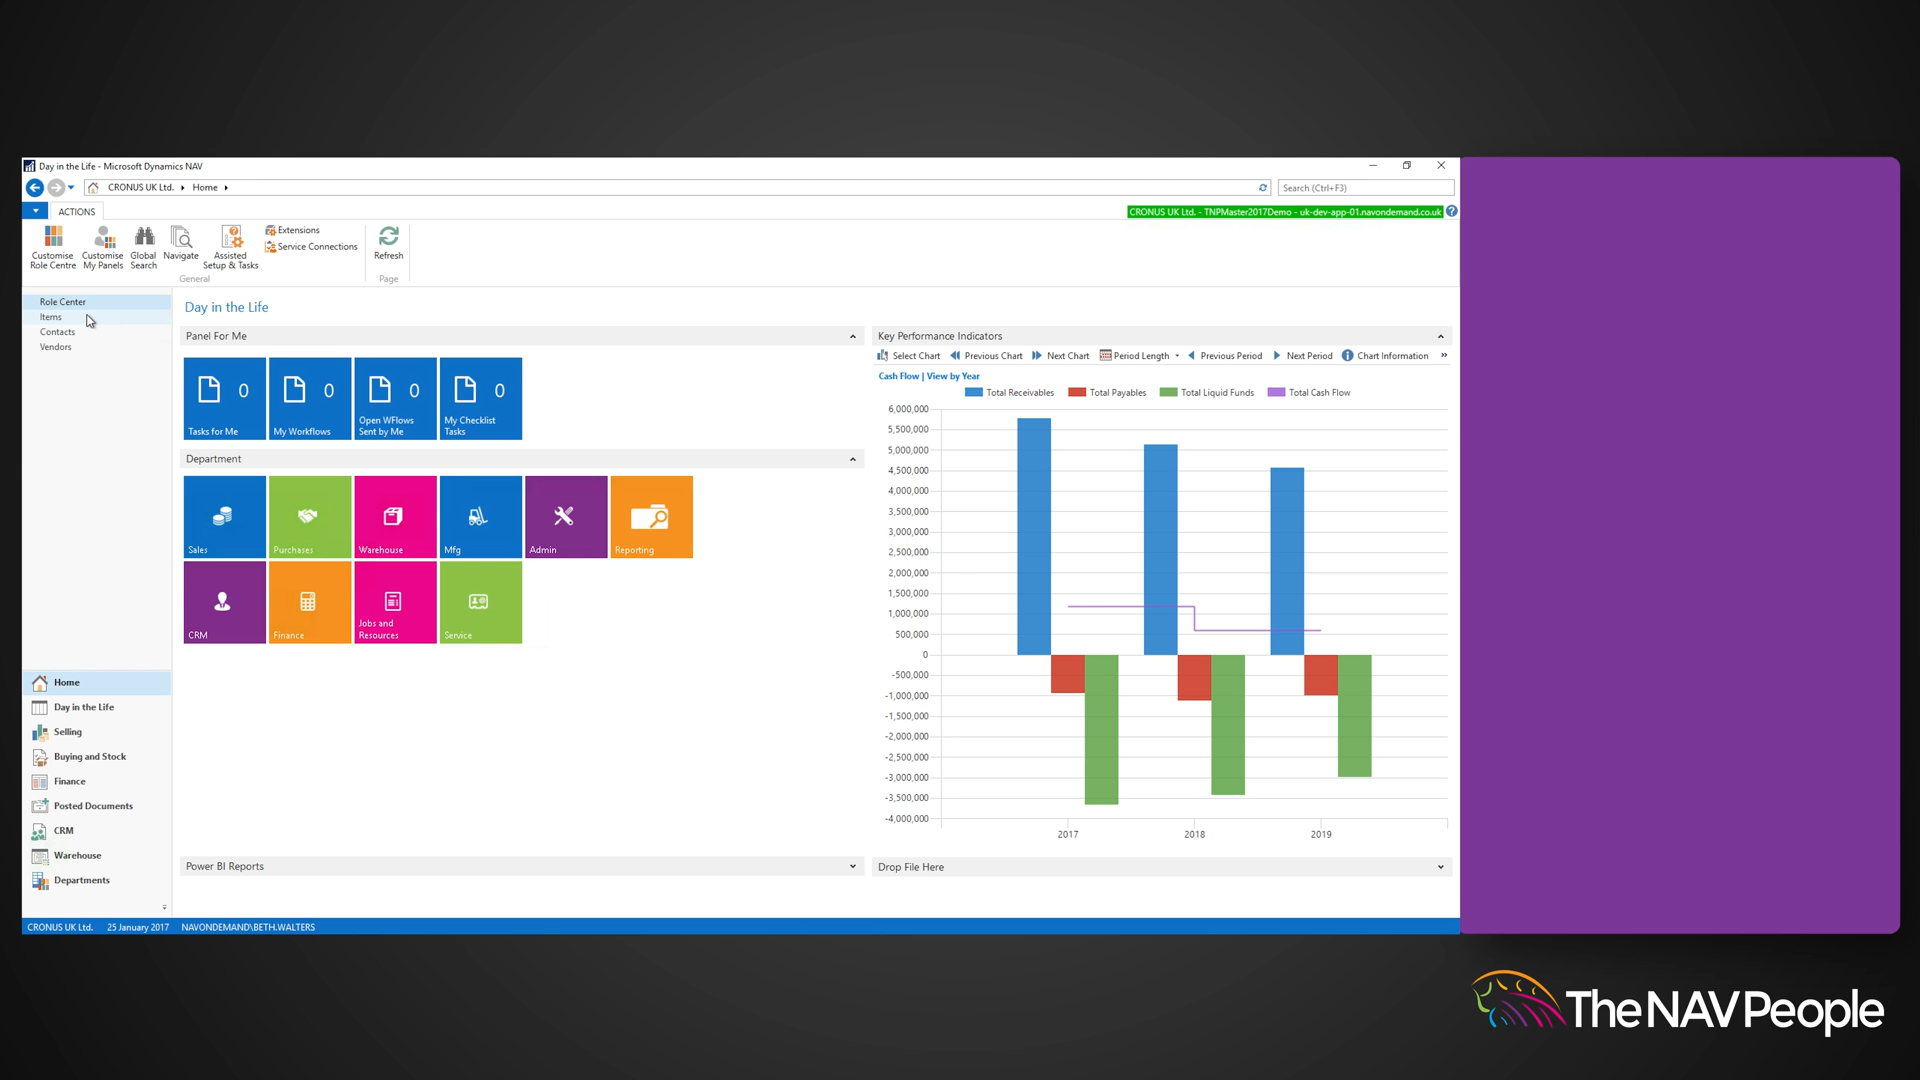 Day in the Life - Microsoft Dynamics NAV
CRONUS UK Ltd. Home
Search (Ctrl+F3)
ACTIONS
CRONUS UK Ltd. - TNPMaster2017Demo - uk-dev-app-01.navondemand.co.uk
Customise Role Centre
Customise My Panels
Global Search
Navigate
Assisted Setup & Tasks
Extensions
Service Connections
Refresh
General
Page
Role Center
Items
Contacts
Vendors
Day in the Life
Panel For Me
0 Tasks for Me
0 My Workflows
0 Open WFlows Sent by Me
0 My Checklist Tasks
Department
Sales
Purchases
Warehouse
Mfg
Admin
Reporting
CRM
Finance
Jobs and Resources
Service
Power BI Reports
Key Performance Indicators
Select Chart
Previous Chart
Next Chart
Period Length
Previous Period
Next Period
Chart Information
Cash Flow | View by Year
Total Receivables
Total Payables
Total Liquid Funds
Total Cash Flow
6,000,000
5,500,000
5,000,000
4,500,000
4,000,000
3,500,000
3,000,000
2,500,000
2,000,000
1,500,000
1,000,000
500,000
0
-500,000
-1,000,000
-1,500,000
-2,000,000
-2,500,000
-3,000,000
-3,500,000
-4,000,000
2017
2018
2019
Drop File Here
Home
Day in the Life
Selling
Buying and Stock
Finance
Posted Documents
CRM
Warehouse
Departments
CRONUS UK Ltd. 25 January 2017 NAVONDEMAND\BETH.WALTERS
The NAV People